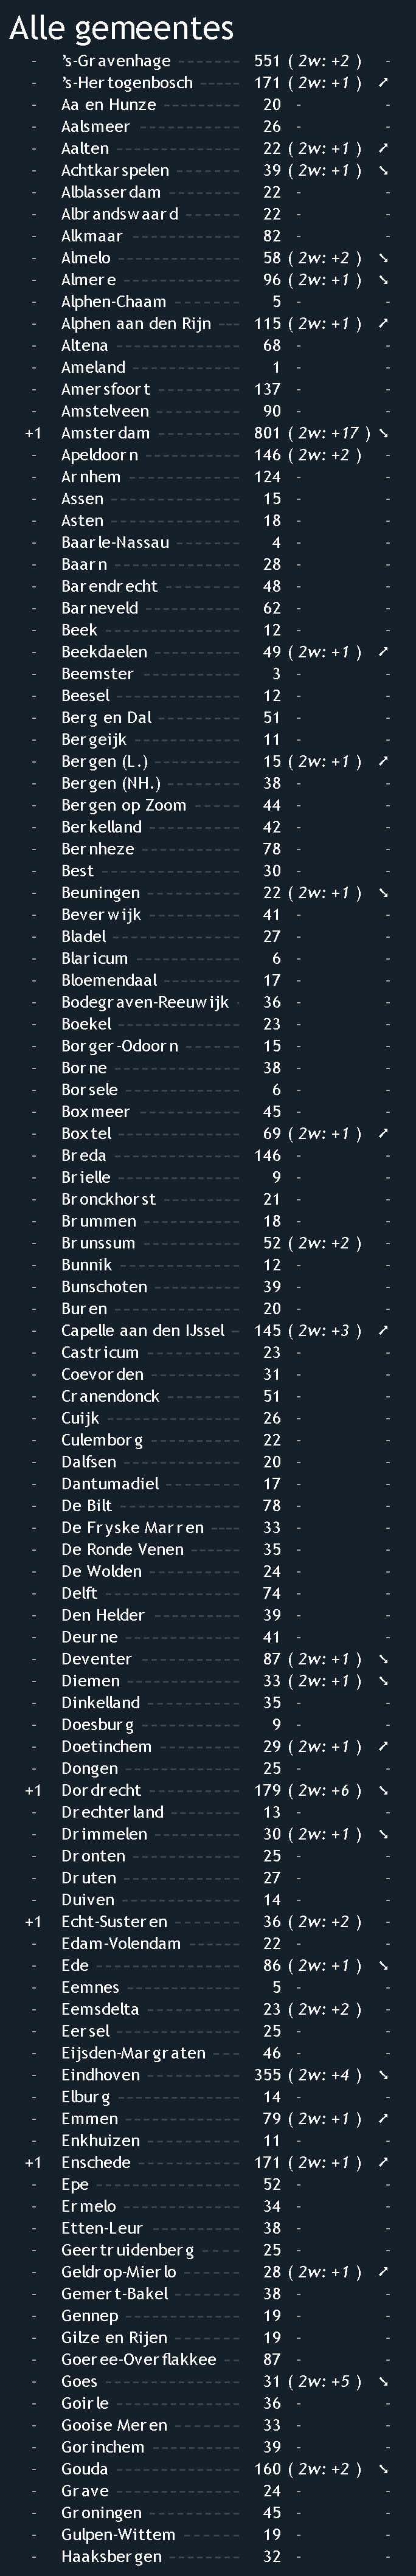 Alle gemeentes
- 's-Gravenhage ------- 551 ( 2w: +2 ) -
- 's-Hertogenbosch ----- 171 ( 2w: +1 ) ➚
- Aa en Hunze -------- 20 - -
- Aalsmeer ---------- 26 - -
- Aalten ------------ 22 ( 2w: +1 ) ➚
- Achtkarspelen ------- 39 ( 2w: +1 ) ➘
- Alblasserdam -------- 22 - -
- Albrandswaard ------ 22 - -
- Alkmaar ----------- 82 - -
- Almelo ------------ 58 ( 2w: +2 ) ➘
- Almere ------------ 96 ( 2w: +1 ) ➘
- Alphen-Chaam ------- 5 - -
- Alphen aan den Rijn --- 115 ( 2w: +1 ) ➚
- Altena ------------ 68 - -
- Ameland ----------- 1 - -
- Amersfoort --------- 137 - -
- Amstelveen --------- 90 - -
+1 Amsterdam --------- 801 ( 2w: +17 ) ➘
- Apeldoorn ---------- 146 ( 2w: +2 ) -
- Arnhem ----------- 124 - -
- Assen ------------- 15 - -
- Asten ------------- 18 - -
- Baarle-Nassau ------- 4 - -
- Baarn ------------- 28 - -
- Barendrecht -------- 48 - -
- Barneveld ---------- 62 - -
- Beek ------------- 12 - -
- Beekdaelen --------- 49 ( 2w: +1 ) ➚
- Beemster ---------- 3 - -
- Beesel ------------ 12 - -
- Berg en Dal --------- 51 - -
- Bergeijk ----------- 11 - -
- Bergen (L.) --------- 15 ( 2w: +1 ) ➚
- Bergen (NH.) -------- 38 - -
- Bergen op Zoom ------ 44 - -
- Berkelland ---------- 42 - -
- Bernheze ---------- 78 - -
- Best -------------- 30 - -
- Beuningen ---------- 22 ( 2w: +1 ) ➘
- Beverwijk ---------- 41 - -
- Bladel ------------ 27 - -
- Blaricum ----------- 6 - -
- Bloemendaal -------- 17 - -
- Bodegraven-Reeuwijk - 36 - -
- Boekel ------------ 23 - -
- Borger-Odoorn ------ 15 - -
- Borne ------------- 38 - -
- Borsele ----------- 6 - -
- Boxmeer ---------- 45 - -
- Boxtel ------------ 69 ( 2w: +1 ) ➚
- Breda ------------- 146 - -
- Brielle ------------ 9 - -
- Bronckhorst -------- 21 - -
- Brummen ---------- 18 - -
- Brunssum ---------- 52 ( 2w: +2 ) -
- Bunnik ------------ 12 - -
- Bunschoten --------- 39 - -
- Buren ------------- 20 - -
- Capelle aan den IJssel - 145 ( 2w: +3 ) ➚
- Castricum ---------- 23 - -
- Coevorden --------- 31 - -
- Cranendonck -------- 51 - -
- Cuijk ------------- 26 - -
- Culemborg --------- 22 - -
- Dalfsen ----------- 20 - -
- Dantumadiel -------- 17 - -
- De Bilt ------------ 78 - -
- De Fryske Marren ---- 33 - -
- De Ronde Venen ------ 35 - -
- De Wolden --------- 24 - -
- Delft ------------- 74 - -
- Den Helder --------- 39 - -
- Deurne ------------ 41 - -
- Deventer ---------- 87 ( 2w: +1 ) ➘
- Diemen ----------- 33 ( 2w: +1 ) ➘
- Dinkelland ---------- 35 - -
- Doesburg ---------- 9 - -
- Doetinchem --------- 29 ( 2w: +1 ) ➚
- Dongen ----------- 25 - -
+1 Dordrecht ---------- 179 ( 2w: +6 ) ➘
- Drechterland -------- 13 - -
- Drimmelen --------- 30 ( 2w: +1 ) ➘
- Dronten ----------- 25 - -
- Druten ------------ 27 - -
- Duiven ------------ 14 - -
+1 Echt-Susteren ------- 36 ( 2w: +2 ) -
- Edam-Volendam ------ 22 - -
- Ede -------------- 86 ( 2w: +1 ) ➘
- Eemnes ----------- 5 - -
- Eemsdelta ---------- 23 ( 2w: +2 ) -
- Eersel ------------ 25 - -
- Eijsden-Margraten ---- 46 - -
- Eindhoven ---------- 355 ( 2w: +4 ) ➘
- Elburg ------------ 14 - -
- Emmen ----------- 79 ( 2w: +1 ) ➚
- Enkhuizen ---------- 11 - -
+1 Enschede ---------- 171 ( 2w: +1 ) ➚
- Epe -------------- 52 - -
- Ermelo ------------ 34 - -
- Etten-Leur --------- 38 - -
- Geertruidenberg ----- 25 - -
- Geldrop-Mierlo ------ 28 ( 2w: +1 ) ➚
- Gemert-Bakel ------- 38 - -
- Gennep ----------- 19 - -
- Gilze en Rijen ------- 19 - -
- Goeree-Overflakkee --- 87 - -
- Goes ------------- 31 ( 2w: +5 ) ➘
- Goirle ------------ 36 - -
- Gooise Meren ------- 33 - -
- Gorinchem --------- 39 - -
- Gouda ------------ 160 ( 2w: +2 ) ➘
- Grave ------------- 24 - -
- Groningen ---------- 45 - -
- Gulpen-Wittem ------ 19 - -
- Haaksbergen -------- 32 - -